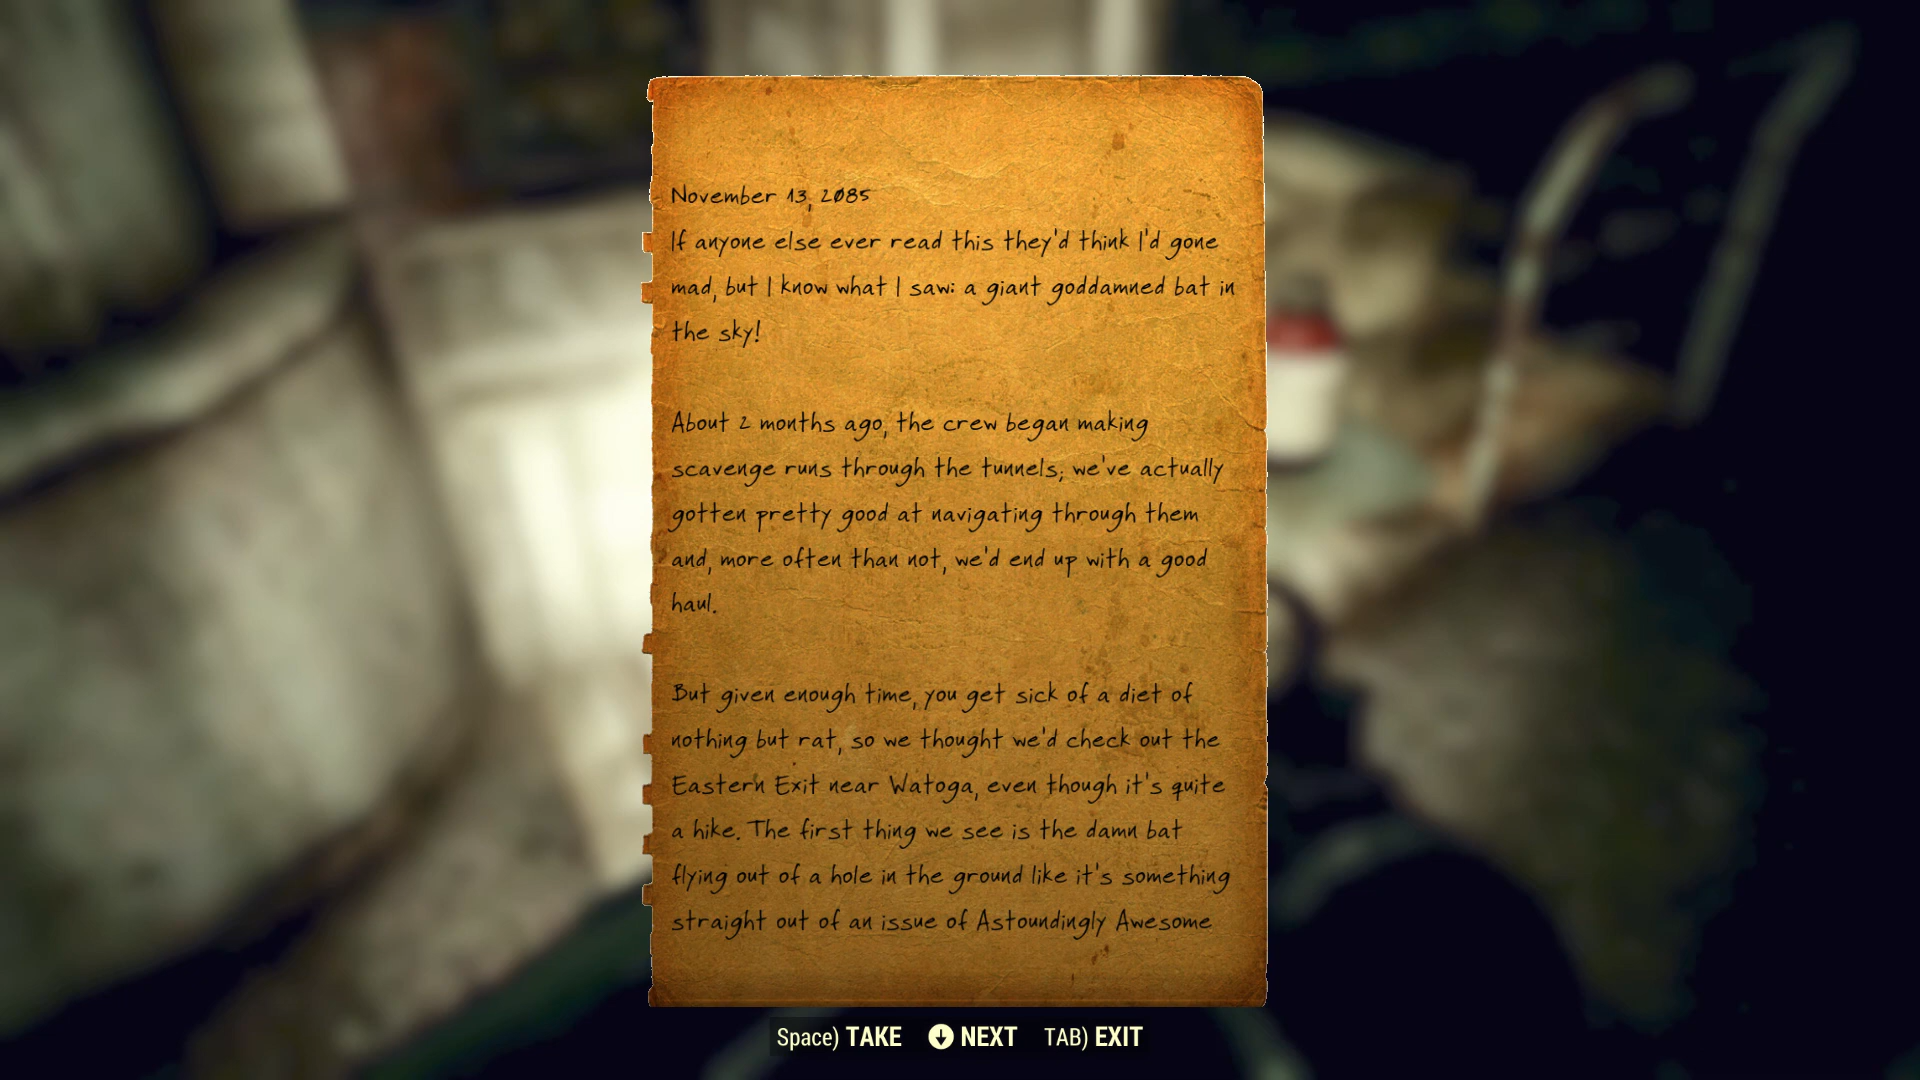 November 13, 2085
If anyone else ever read this they'd think I'd gone
mad, but I know what I saw: a giant goddamned bat in
the sky!
About 2 months ago, the crew began making
scavenge runs through the tunnels; we've actually
gotten pretty good at navigating through them
and, more often than not, we'd end up with a good
haul.
But given enough time, you get sick of a diet of
nothing but rat, so we thought we'd check out the
Eastern Exit near Watoga, even though it's quite
a hike. The first thing we see is the damn bat
flying out of a hole in the ground like it's something
straight out of an issue of Astoundingly Awesome
Space) TAKE NEXT TAB) EXIT